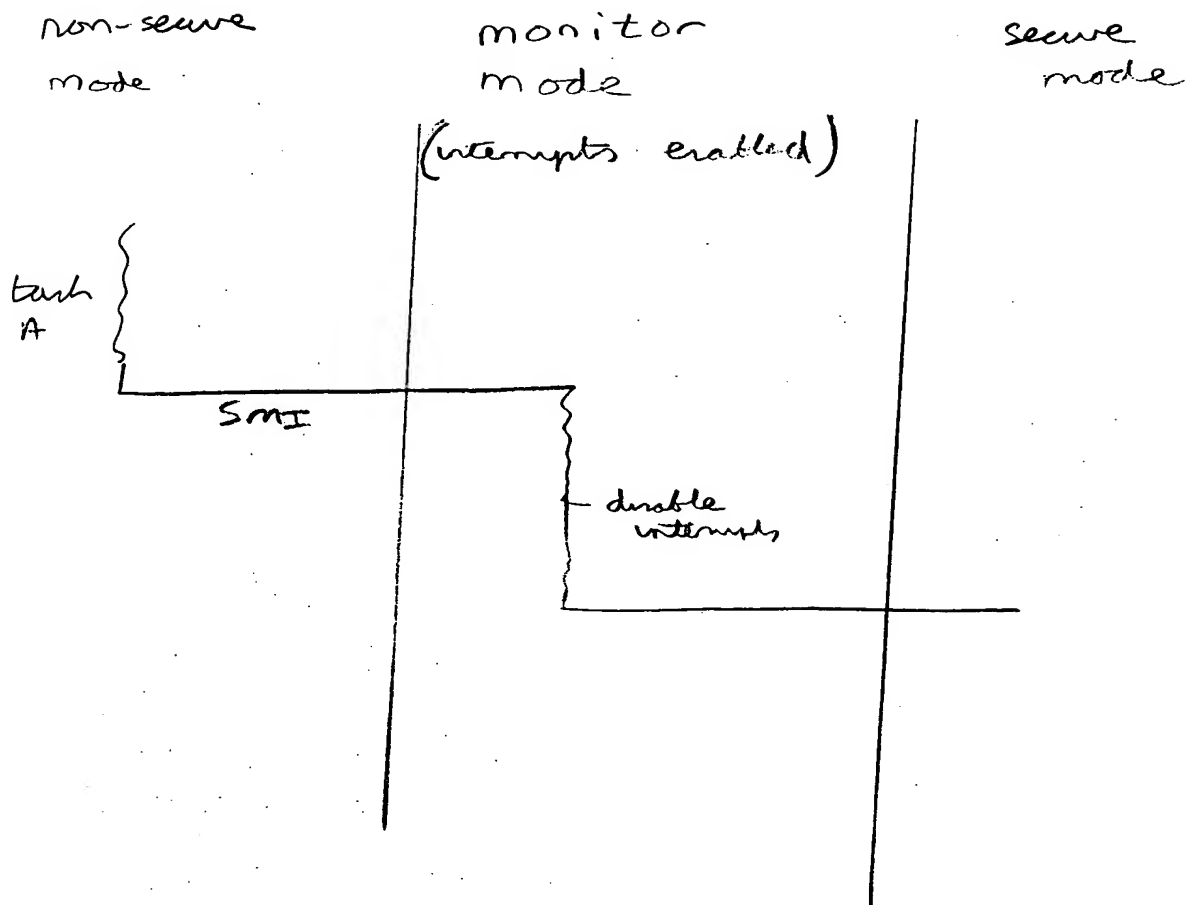 non-secure
mode
monitor
mode
secure
mode
(interrupts enabled)
task
A
SMI
disable
interrupts